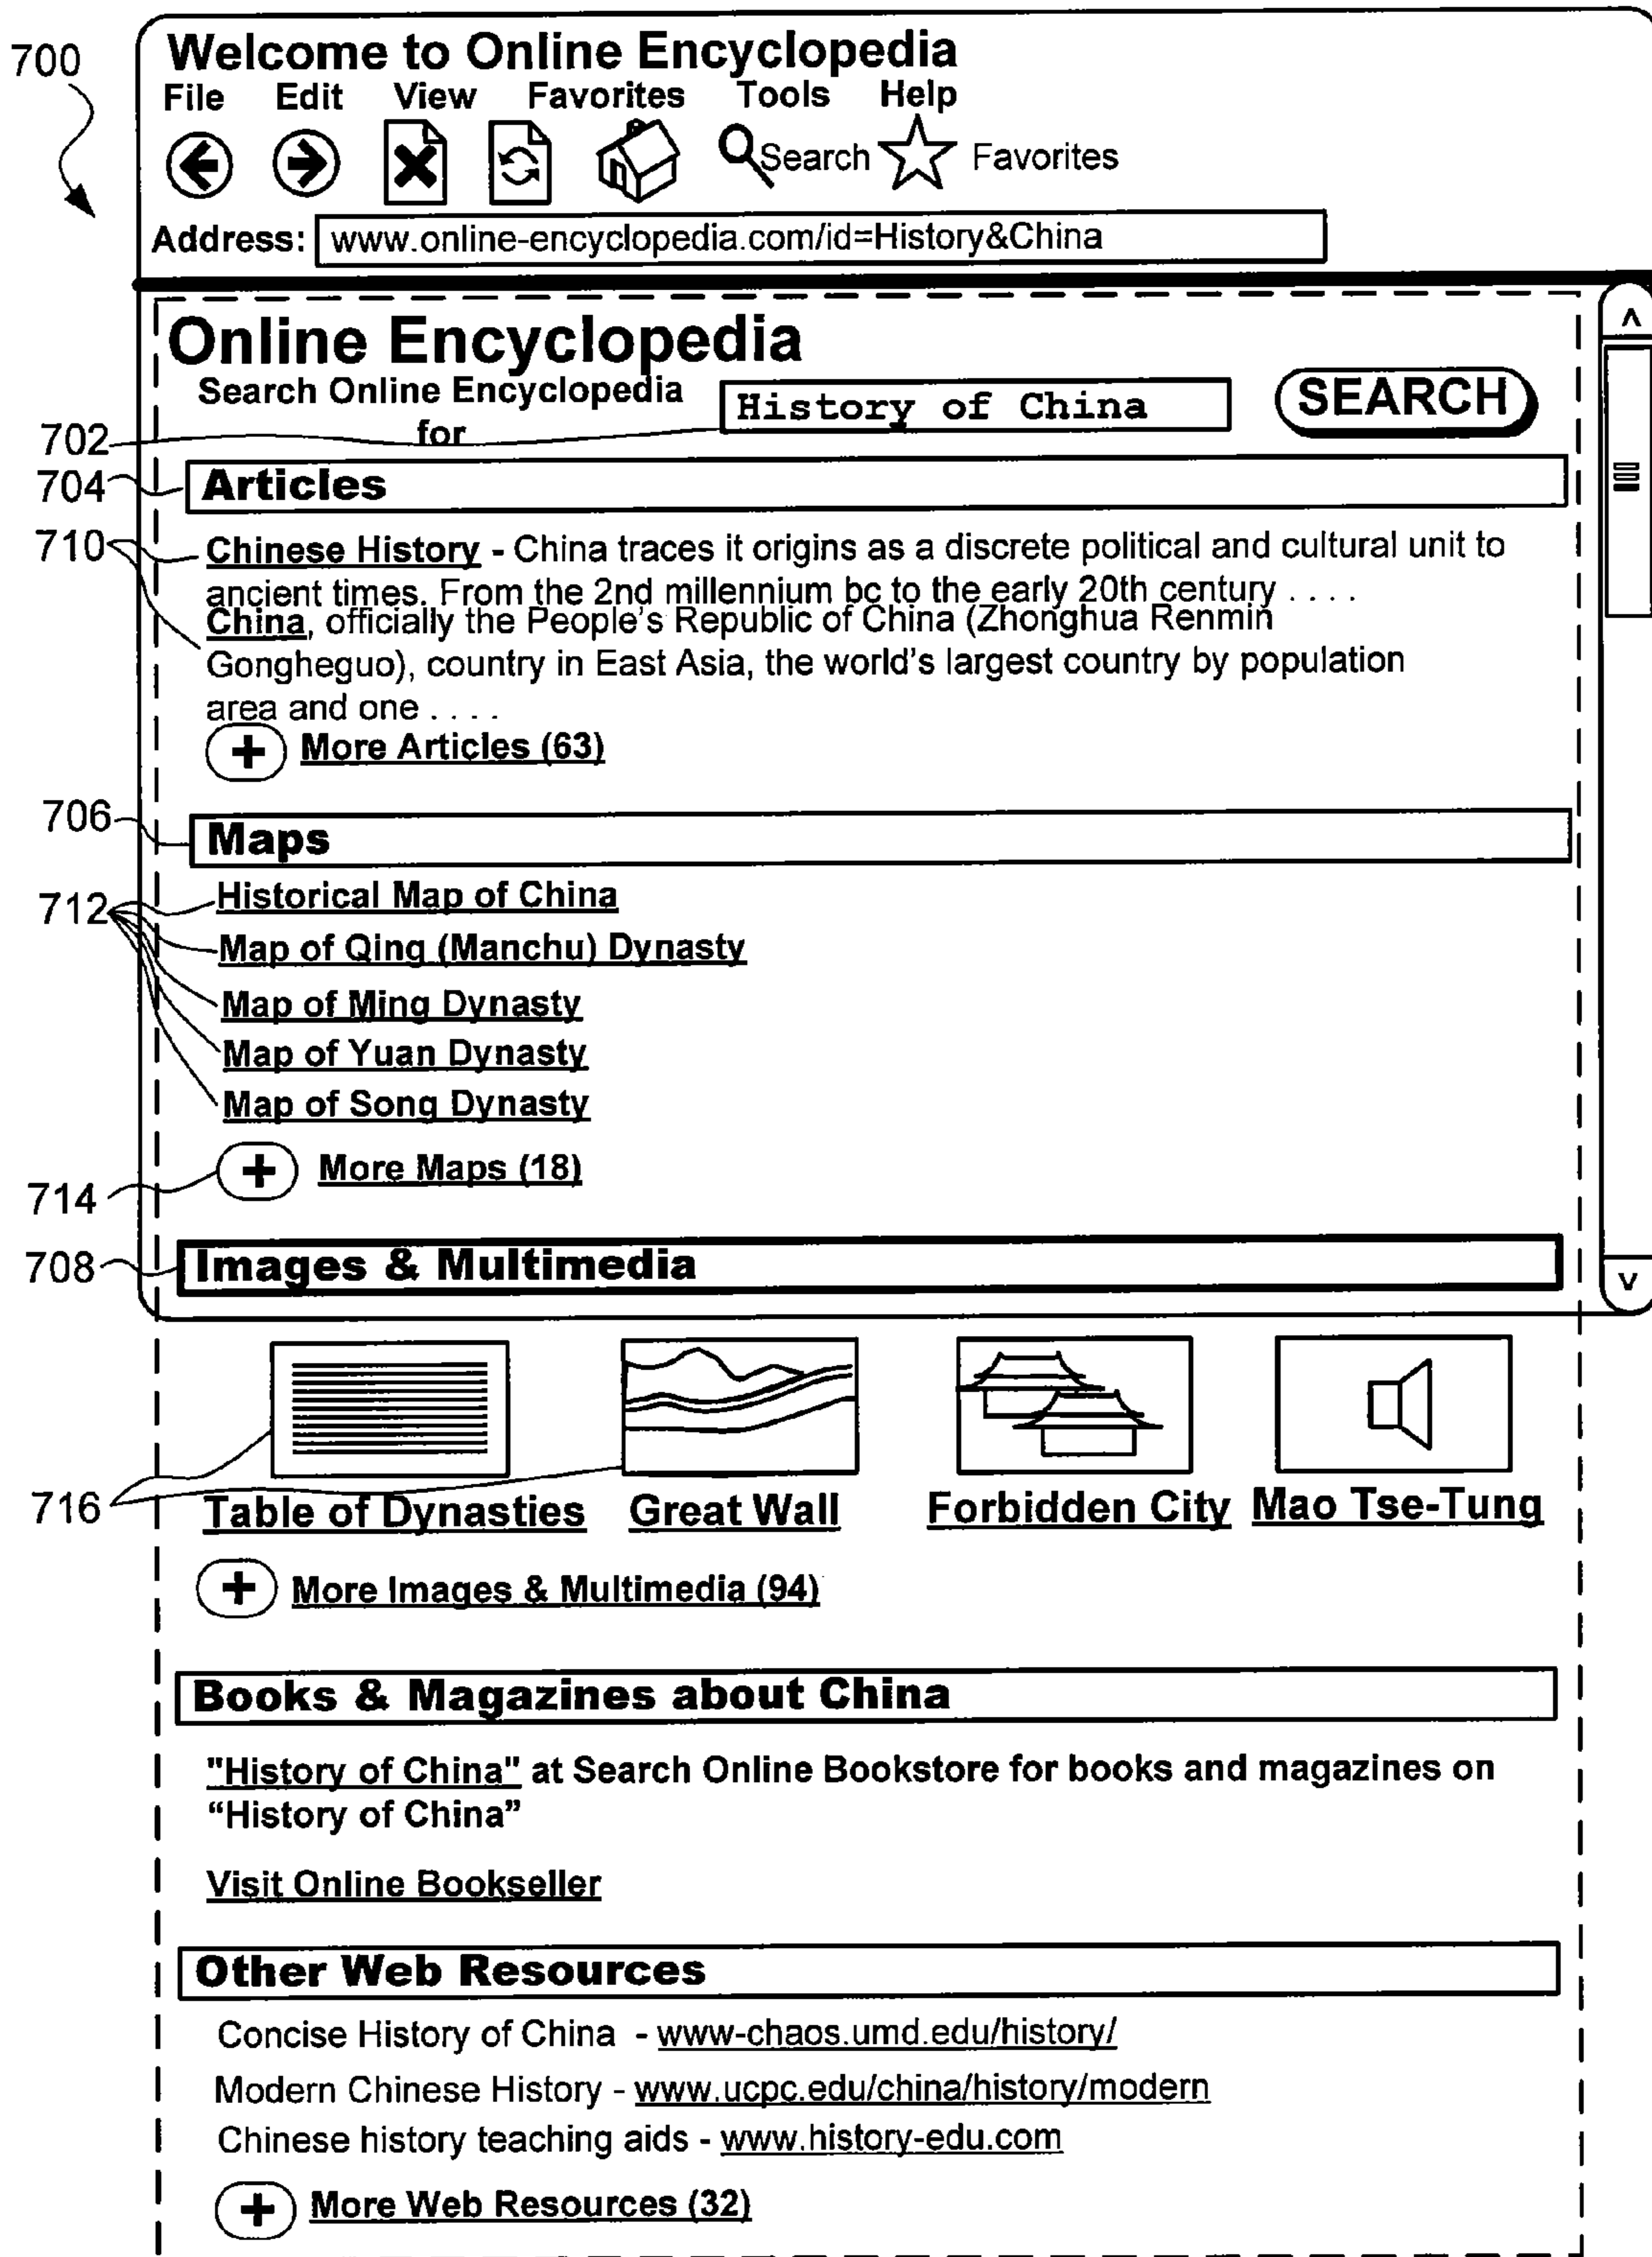 700
Welcome to Online Encyclopedia
File Edit View Favorites Tools Help
Search Favorites
Address: www.online-encyclopedia.com/id=History&China
Online Encyclopedia
Search Online Encyclopedia for History of China SEARCH
702
704 Articles
710 Chinese History - China traces it origins as a discrete political and cultural unit to
ancient times. From the 2nd millennium bc to the early 20th century . . . .
China, officially the People's Republic of China (Zhonghua Renmin
Gongheguo), country in East Asia, the world's largest country by population
area and one . . . .
+ More Articles (63)
706 Maps
712 Historical Map of China
Map of Qing (Manchu) Dynasty
Map of Ming Dynasty
Map of Yuan Dynasty
Map of Song Dynasty
714 + More Maps (18)
708 Images & Multimedia
716 Table of Dynasties Great Wall Forbidden City Mao Tse-Tung
+ More Images & Multimedia (94)
Books & Magazines about China
"History of China" at Search Online Bookstore for books and magazines on
“History of China”
Visit Online Bookseller
Other Web Resources
Concise History of China - www-chaos.umd.edu/history/
Modern Chinese History - www.ucpc.edu/china/history/modern
Chinese history teaching aids - www.history-edu.com
+ More Web Resources (32)